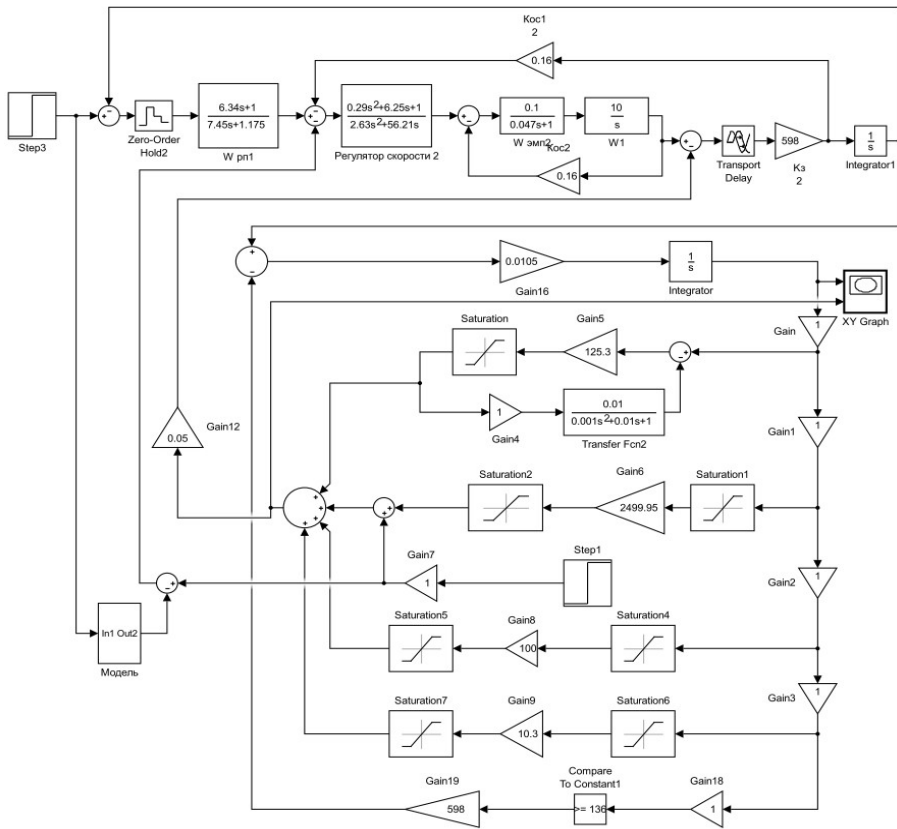 Кос1
2
0.16
Step3
Zero-Order
Hold2
6.34s+1
7.45s+1.175
W рп1
0.29s2+6.25s+1
2.63s2+56.21s
Регулятор скорости 2
0.1
0.047s+1
W эмп2
10
s
W1
Кос2
0.16
Transport
Delay
598
Кз
2
1
s
Integrator1
0.0105
Gain16
1
s
Integrator
XY Graph
Gain
1
Saturation
Gain5
125.3
1
Gain4
0.01
0.001s2+0.01s+1
Transfer Fcn2
Gain1
1
Gain12
0.05
Saturation2
Gain6
2499.95
Saturation1
Gain7
1
Step1
Gain2
1
In1 Out2
Модель
Saturation5
Gain8
100
Saturation4
Gain3
1
Saturation7
Gain9
10.3
Saturation6
Gain19
598
Compare
To Constant1
>= 136
Gain18
1